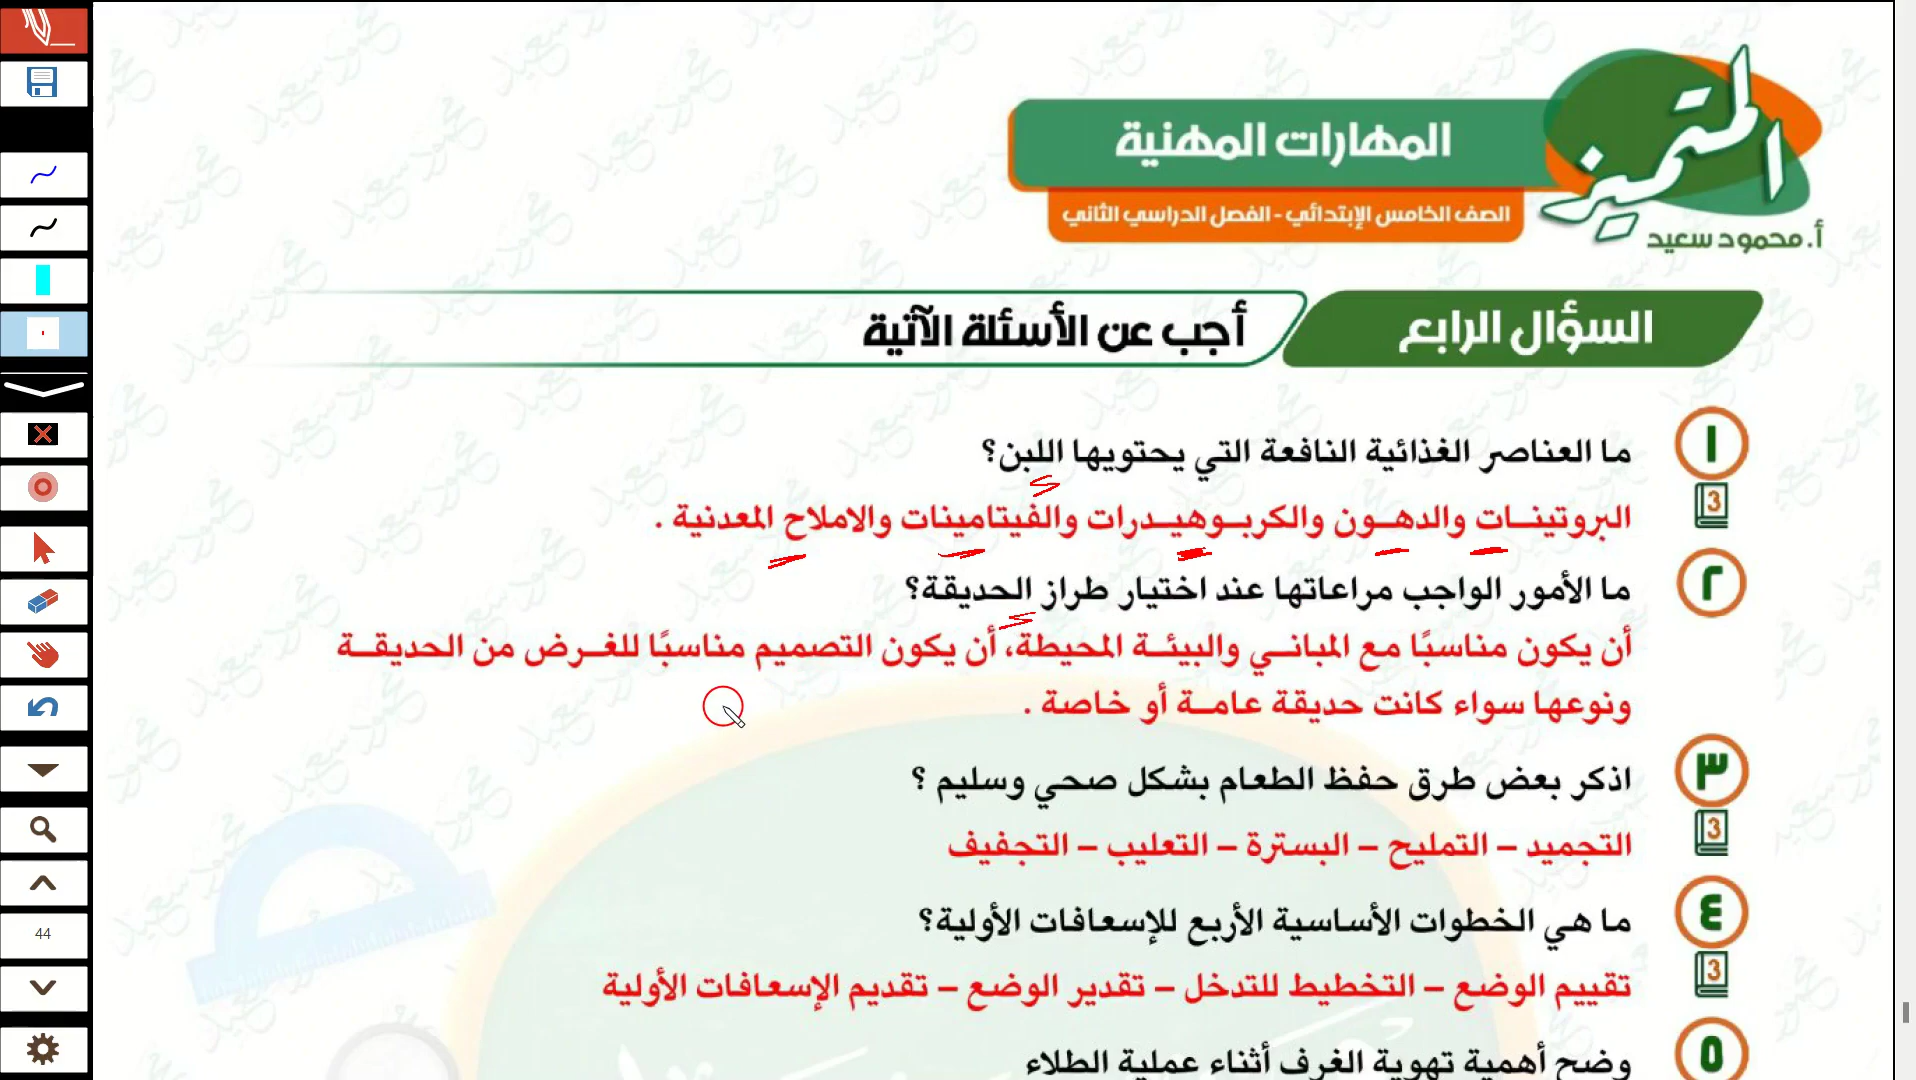 المتميز
أ. محمود سعيد
المهارات المهنية
الصف الخامس الإبتدائي - الفصل الدراسي الثاني
السؤال الرابع
أجب عن الأسئلة الآتية
١ ما العناصر الغذائية النافعة التي يحتويها اللبن؟
3
البروتينات والدهون والكربوهيدرات والفيتامينات والاملاح المعدنية .
٢ ما الأمور الواجب مراعاتها عند اختيار طراز الحديقة؟
أن يكون مناسبًا مع المباني والبيئة المحيطة، أن يكون التصميم مناسبًا للغرض من الحديقة
ونوعها سواء كانت حديقة عامة أو خاصة .
٣ اذكر بعض طرق حفظ الطعام بشكل صحي وسليم ؟
3
التجميد – التمليح – البسترة – التعليب – التجفيف
٤ ما هي الخطوات الأساسية الأربع للإسعافات الأولية؟
3
تقييم الوضع – التخطيط للتدخل – تقدير الوضع – تقديم الإسعافات الأولية
٥ وضح أهمية تهوية الغرف أثناء عملية الطلاء
44